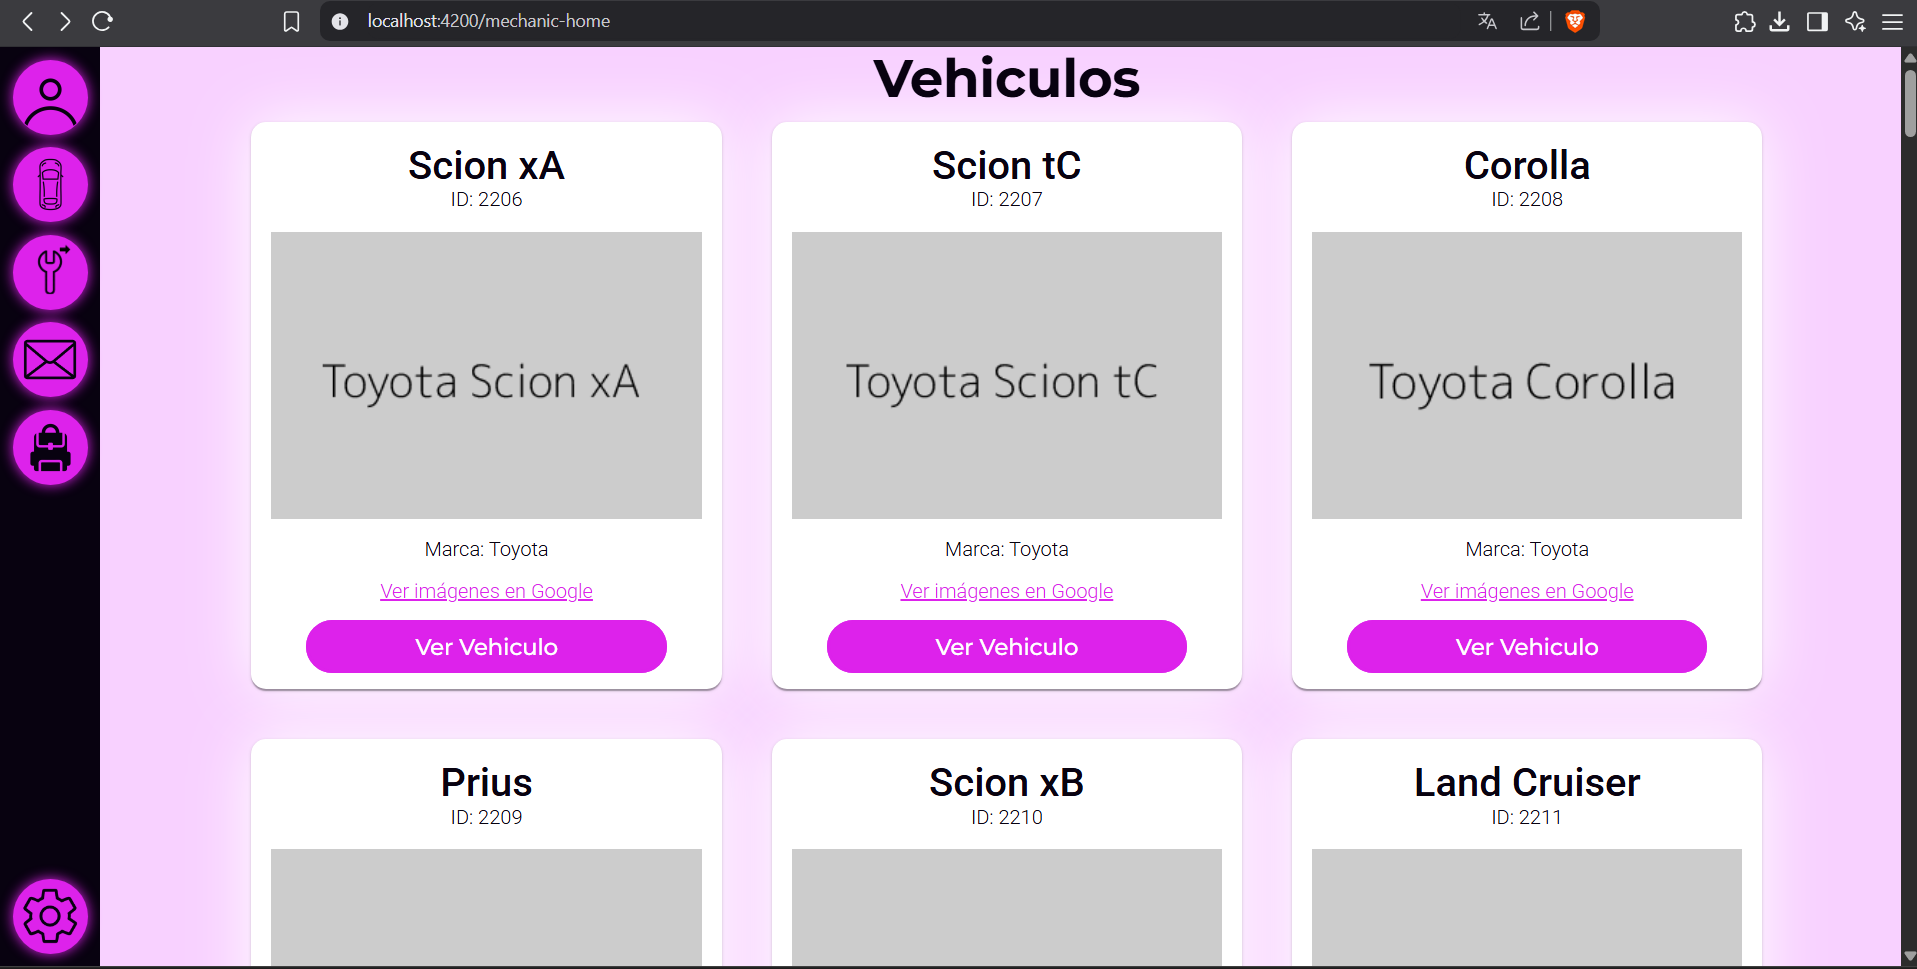 localhost:4200/mechanic-home
Vehiculos
Scion xA
ID: 2206
Toyota Scion xA
Marca: Toyota
Ver imágenes en Google
Ver Vehiculo
Scion tC
ID: 2207
Toyota Scion tC
Marca: Toyota
Ver imágenes en Google
Ver Vehiculo
Corolla
ID: 2208
Toyota Corolla
Marca: Toyota
Ver imágenes en Google
Ver Vehiculo
Prius
ID: 2209
Scion xB
ID: 2210
Land Cruiser
ID: 2211